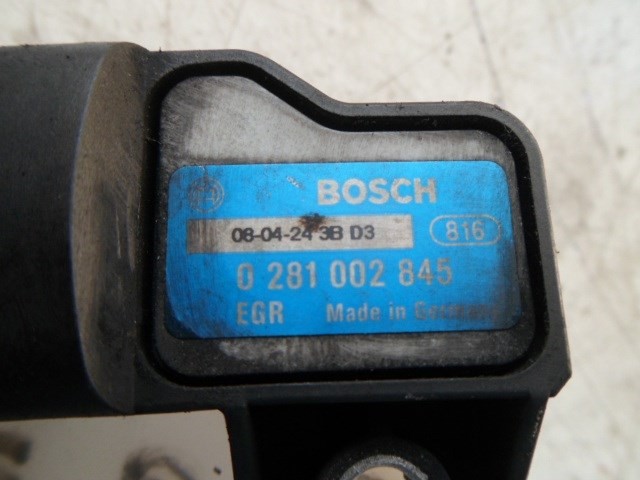 BOSCH
08-04-24 3B D3
816
0 281 002 845
EGR Made in Germany